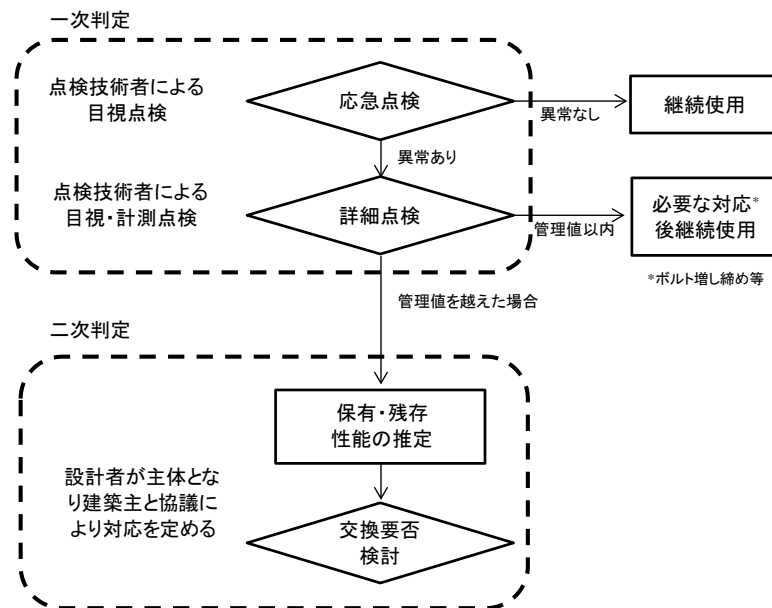 一次判定
点検技術者による
目視点検
応急点検
異常なし
継続使用
異常あり
点検技術者による
目視・計測点検
詳細点検
管理値以内
必要な対応*
後継続使用
*ボルト増し締め等
管理値を越えた場合
二次判定
保有・残存
性能の推定
設計者が主体とな
り建築主と協議に
より対応を定める
交換要否
検討